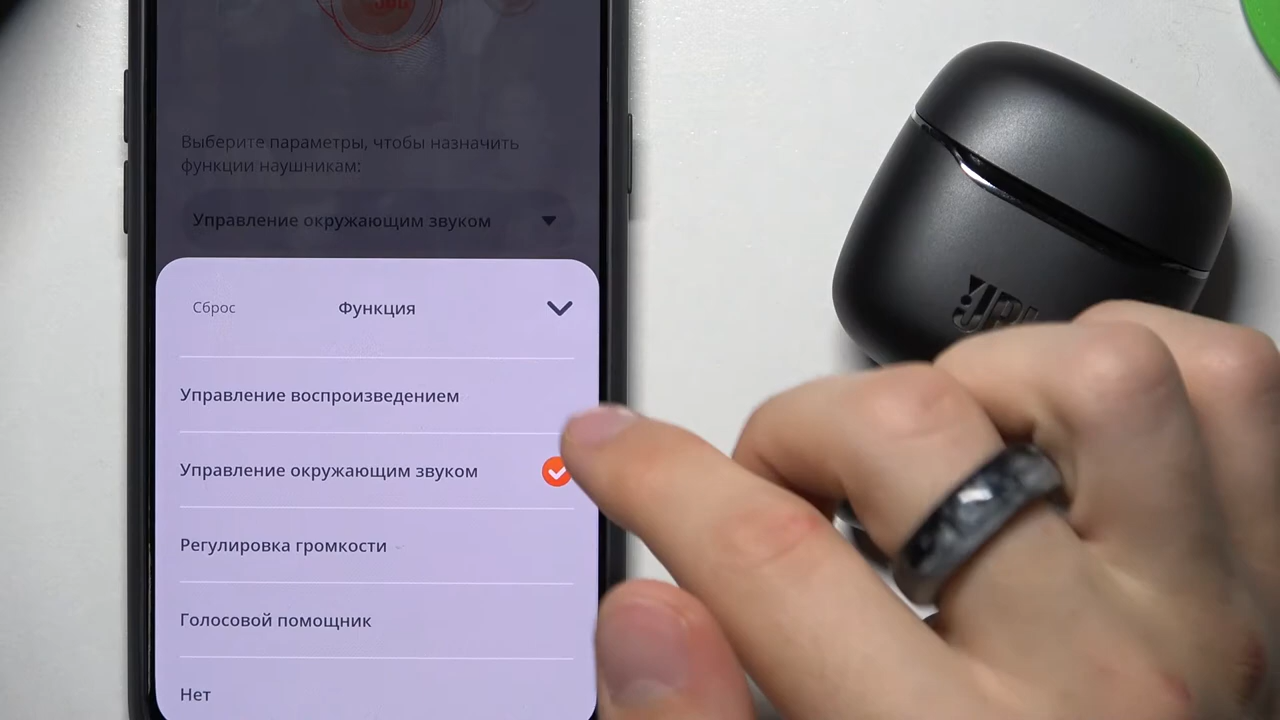 Выберите параметры, чтобы назначить
функции наушникам:
Управление окружающим звуком
Сброс
Функция
Управление воспроизведением
Управление окружающим звуком
Регулировка громкости
Голосовой помощник
Нет
JBL